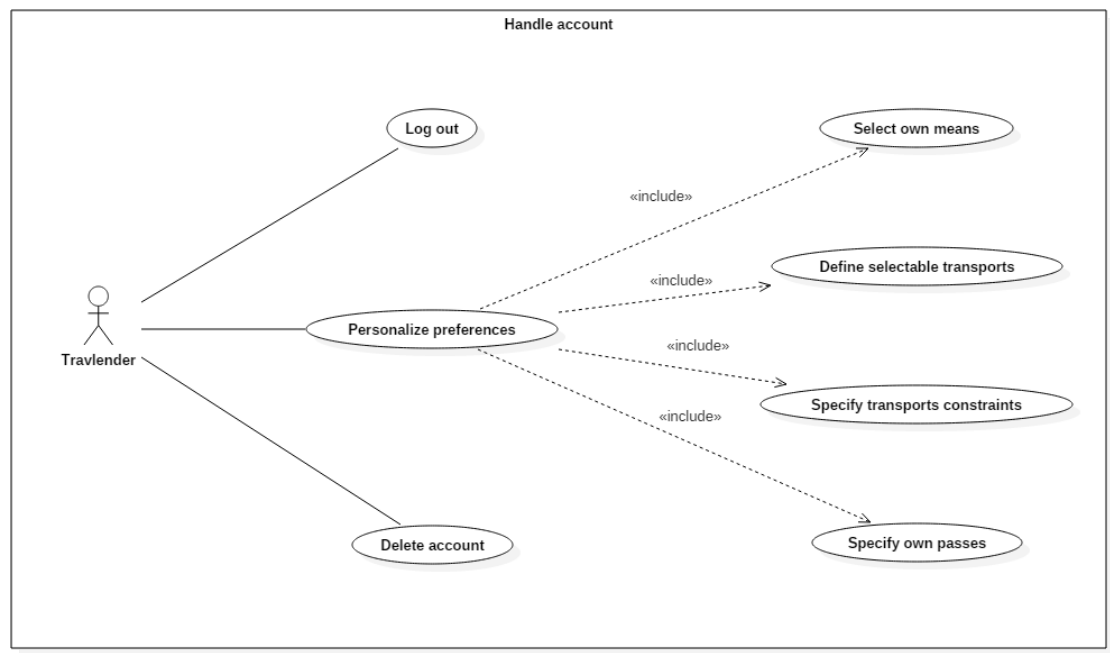 Handle account
Log out
Select own means
«include»
Define selectable transports
«include»
Travlender
Personalize preferences
«include»
Specify transports constraints
«include»
Delete account
Specify own passes